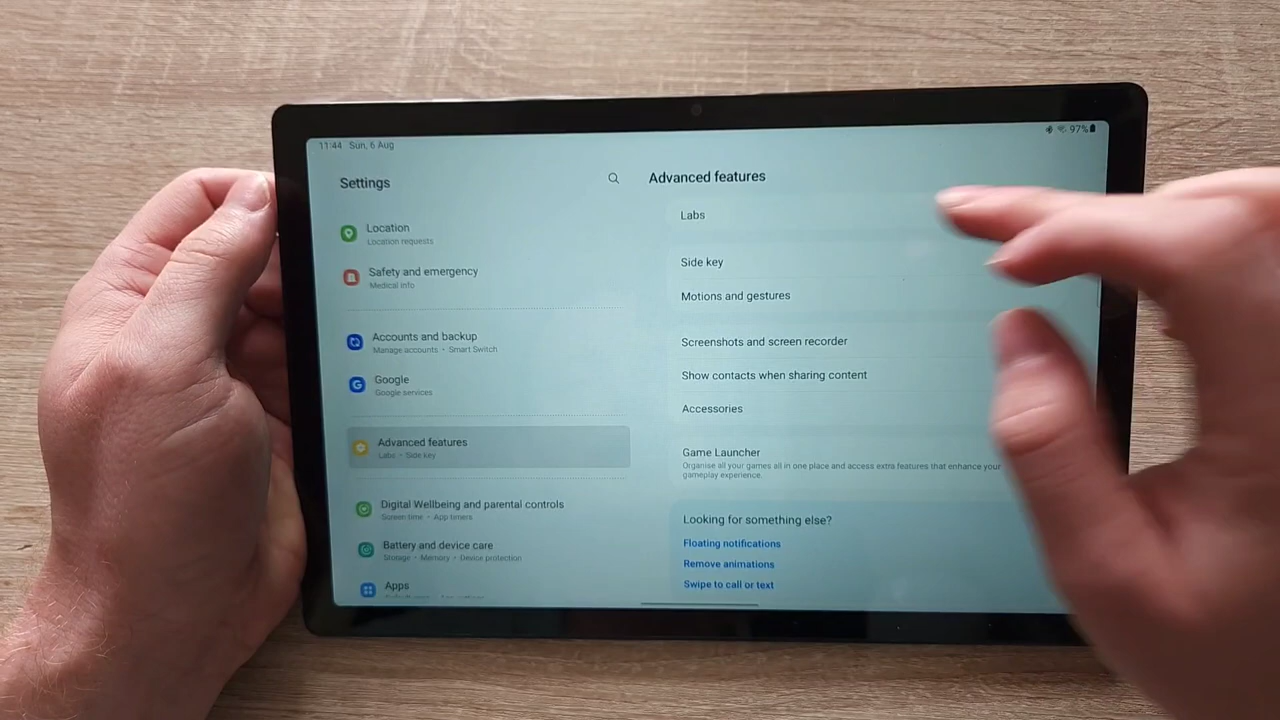 11:44 Sun, 6 Aug
97%
Settings
Location
Location requests
Safety and emergency
Medical info
Accounts and backup
Manage accounts • Smart Switch
Google
Google services
Advanced features
Labs • Side key
Digital Wellbeing and parental controls
Screen time • App timers
Battery and device care
Storage • Memory • Device protection
Apps
Advanced features
Labs
Side key
Motions and gestures
Screenshots and screen recorder
Show contacts when sharing content
Accessories
Game Launcher
Organise all your games all in one place and access extra features that enhance your
gameplay experience.
Looking for something else?
Floating notifications
Remove animations
Swipe to call or text